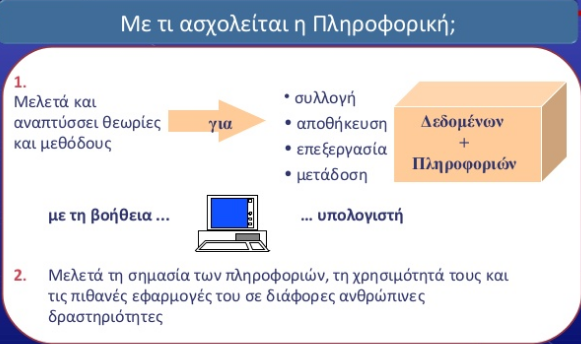 Με τι ασχολείται η Πληροφορική;
1.
Μελετά και
αναπτύσσει θεωρίες
και μεθόδους
για
• συλλογή
• αποθήκευση
• επεξεργασία
• μετάδοση
Δεδομένων
+
Πληροφοριών
με τη βοήθεια ...
... υπολογιστή
2. Μελετά τη σημασία των πληροφοριών, τη χρησιμότητά τους και
τις πιθανές εφαρμογές του σε διάφορες ανθρώπινες
δραστηριότητες